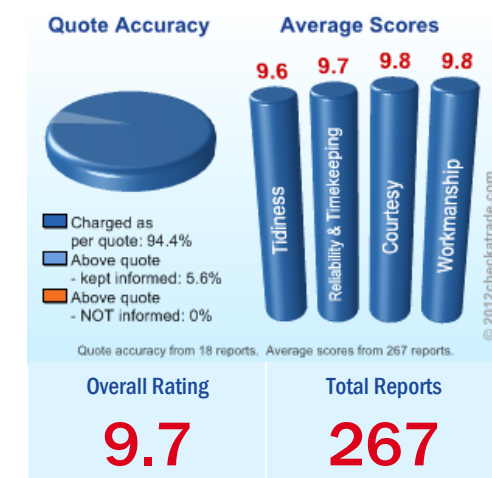 Quote Accuracy
Average Scores
9.6
9.7
9.8
9.8
Tidiness
Reliability & Timekeeping
Courtesy
Workmanship
Charged as
per quote: 94.4%
Above quote
- kept informed: 5.6%
Above quote
- NOT informed: 0%
© 2012checkatrade.com
Quote accuracy from 18 reports. Average scores from 267 reports.
Overall Rating
9.7
Total Reports
267